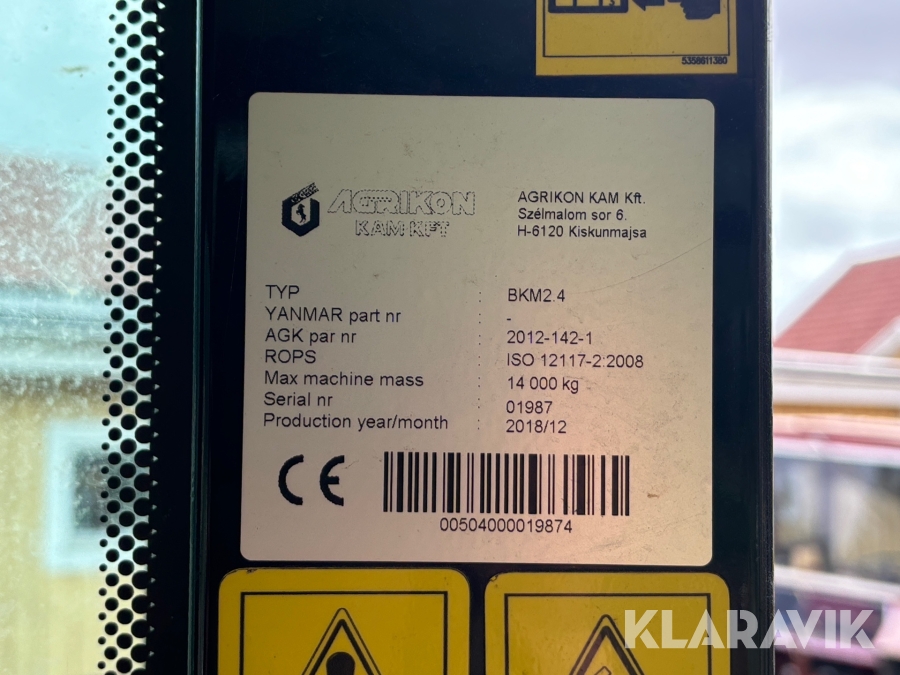 5358611380
AGRIKON
KAM KFT
AGRIKON KAM Kft.
Szélmalom sor 6.
H-6120 Kiskunmajsa
TYP : BKM2.4
YANMAR part nr : -
AGK par nr : 2012-142-1
ROPS : ISO 12117-2:2008
Max machine mass : 14 000 kg
Serial nr : 01987
Production year/month : 2018/12
CE
00504000019874
KLARAVIK